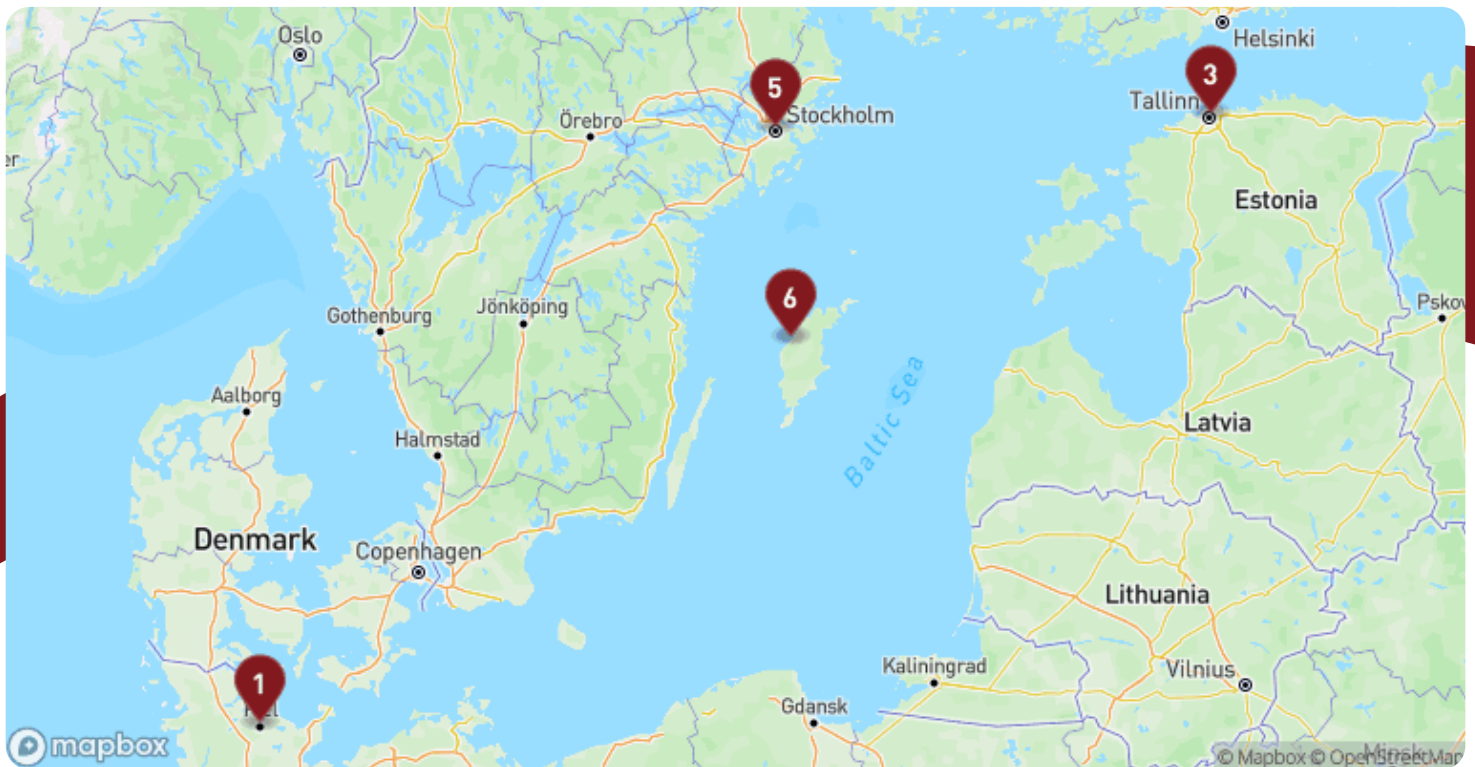 Oslo
Helsinki
3
5
Tallinn
Stockholm
Örebro
Estonia
6
Pskov
Jönköping
Gothenburg
Aalborg
Baltic Sea
Latvia
Halmstad
Denmark
Copenhagen
Lithuania
Kaliningrad
Vilnius
1
Gdansk
mapbox
© Mapbox © OpenStreetMap
Minsk